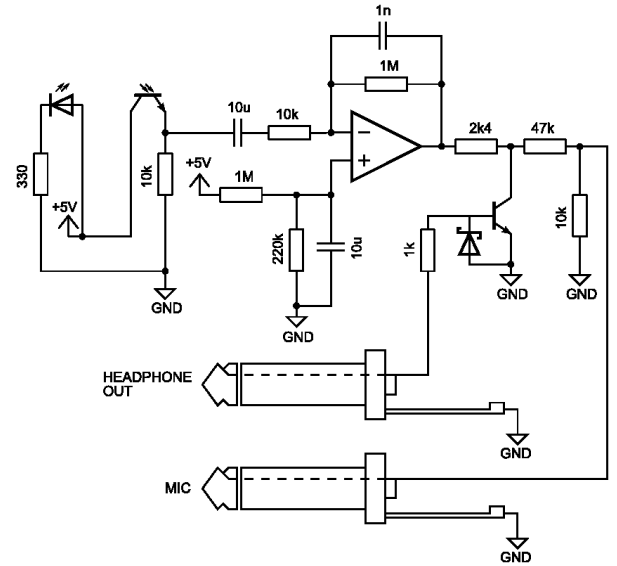 1n
1M
10u
10k
2k4
47k
330
+5V
10k
+5V
1M
220k
10u
1k
10k
GND
GND
GND
GND
HEADPHONE
OUT
GND
MIC
GND